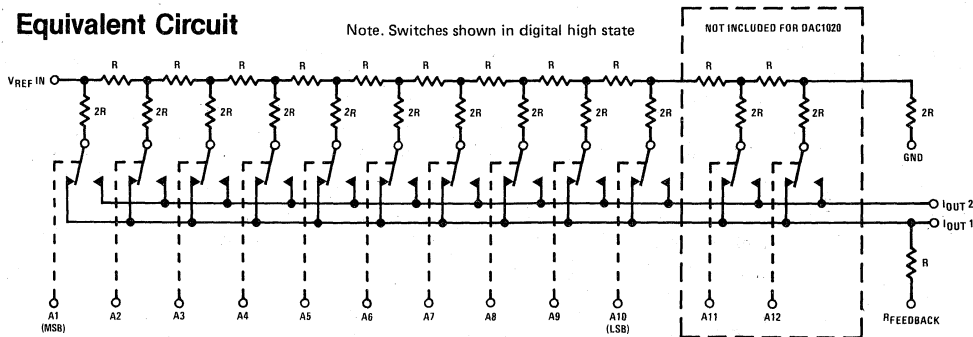 Equivalent Circuit
Note. Switches shown in digital high state
NOT INCLUDED FOR DAC1020
VREF IN
R R R R R R R R R R R
2R 2R 2R 2R 2R 2R 2R 2R 2R 2R 2R 2R 2R
GND
IOUT 2
IOUT 1
R
A1 A2 A3 A4 A5 A6 A7 A8 A9 A10 A11 A12 RFEEDBACK
(MSB) (LSB)